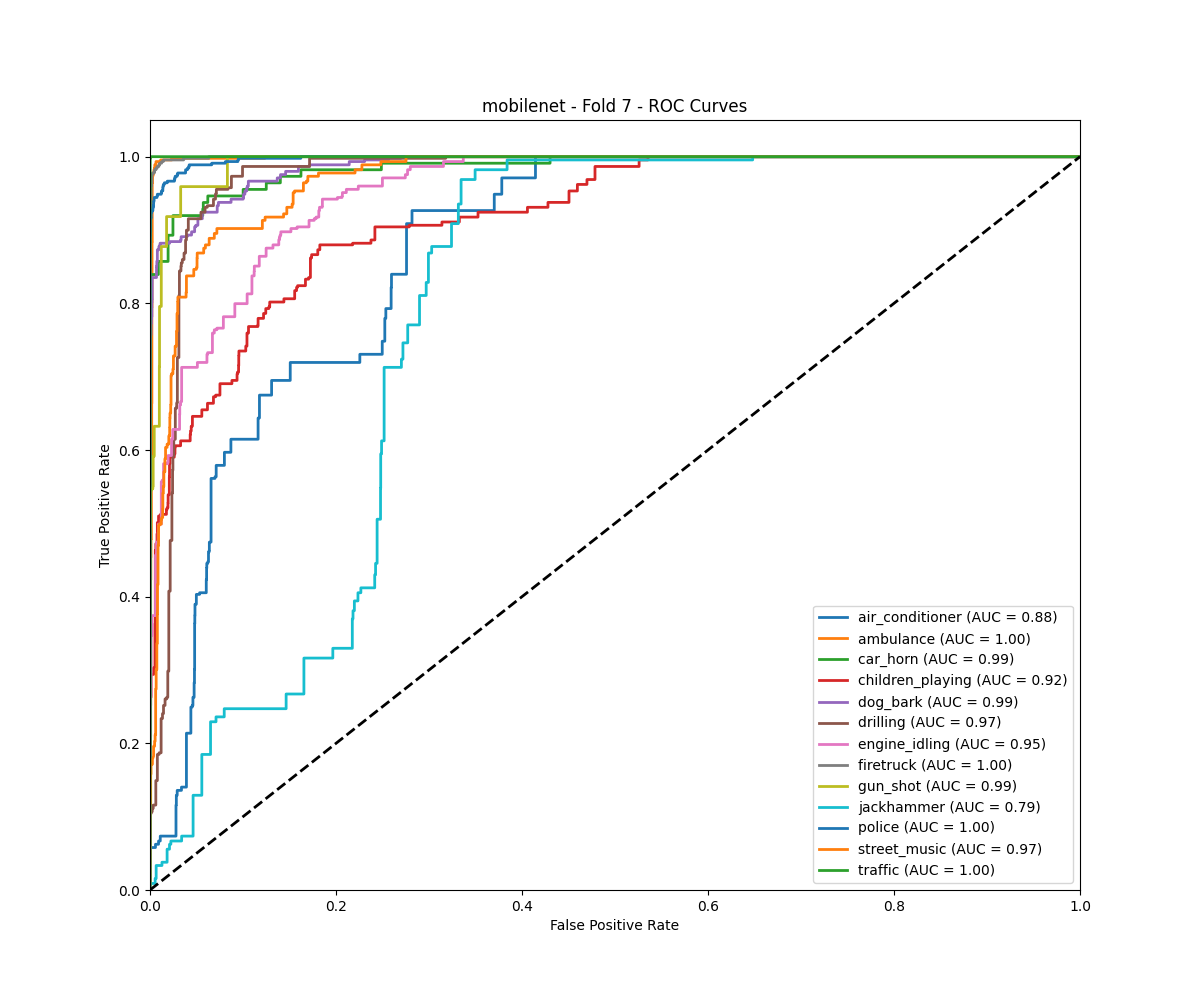 mobilenet - Fold 7 - ROC Curves
1.0
0.8
0.6
0.4
0.2
0.0
True Positive Rate
air_conditioner (AUC = 0.88)
ambulance (AUC = 1.00)
car_horn (AUC = 0.99)
children_playing (AUC = 0.92)
dog_bark (AUC = 0.99)
drilling (AUC = 0.97)
engine_idling (AUC = 0.95)
firetruck (AUC = 1.00)
gun_shot (AUC = 0.99)
jackhammer (AUC = 0.79)
police (AUC = 1.00)
street_music (AUC = 0.97)
traffic (AUC = 1.00)
0.0 0.2 0.4 0.6 0.8 1.0
False Positive Rate